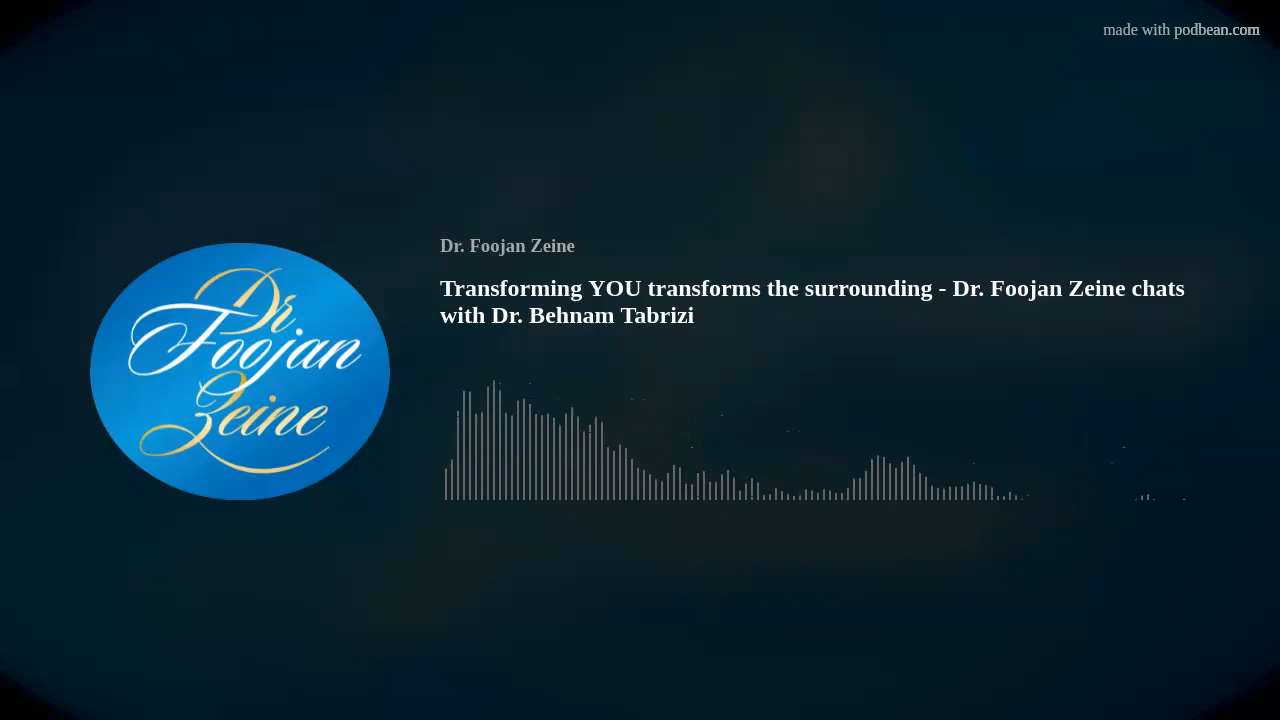 made with podbean.com
Dr. Foojan Zeine
Transforming YOU transforms the surrounding - Dr. Foojan Zeine chats
with Dr. Behnam Tabrizi
Dr
Foojan
Zeine